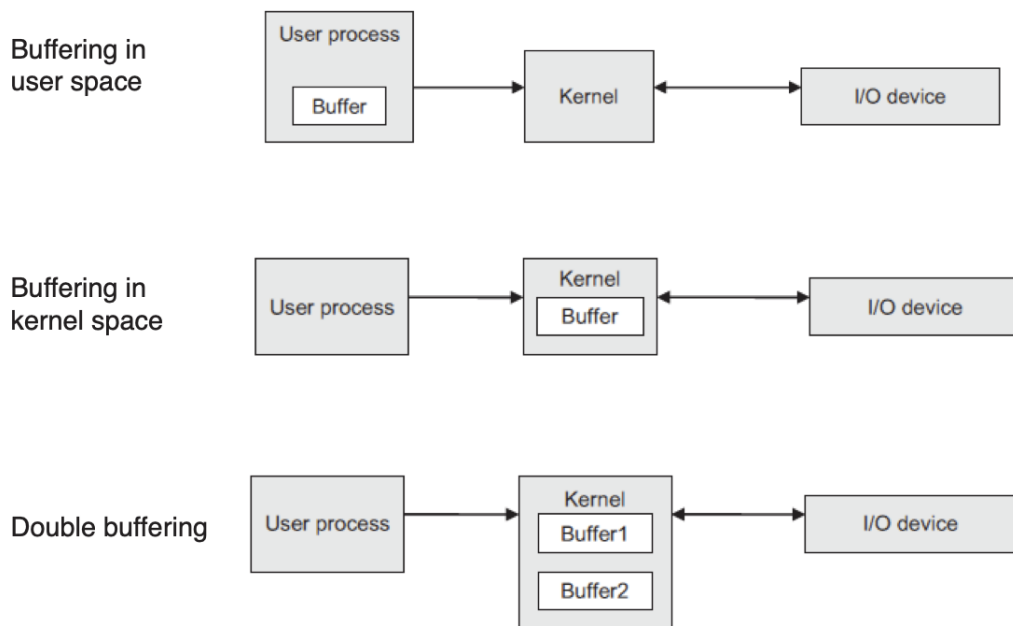 Buffering in
user space
User process
Buffer
Kernel
I/O device
Buffering in
kernel space
User process
Kernel
Buffer
I/O device
Double buffering
User process
Kernel
Buffer1
Buffer2
I/O device